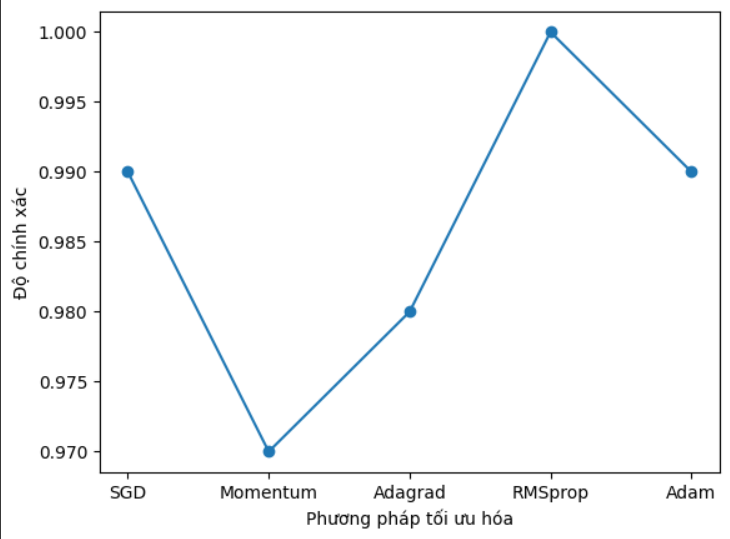 1.000
0.995
0.990
0.985
0.980
0.975
0.970
Độ chính xác
SGD Momentum Adagrad RMSprop Adam
Phương pháp tối ưu hóa